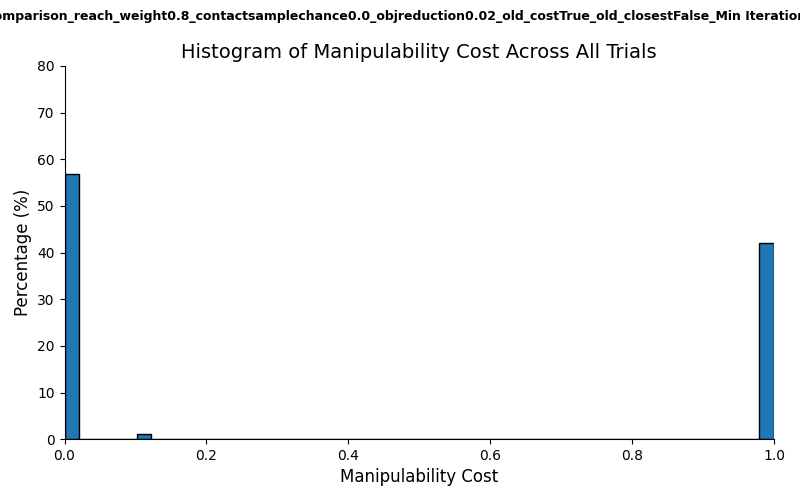 omparison_reach_weight0.8_contactsamplechance0.0_objreduction0.02_old_costTrue_old_closestFalse_Min Iteration
Histogram of Manipulability Cost Across All Trials
80
70
60
50
40
30
20
10
0
Percentage (%)
0.0 0.2 0.4 0.6 0.8 1.0
Manipulability Cost